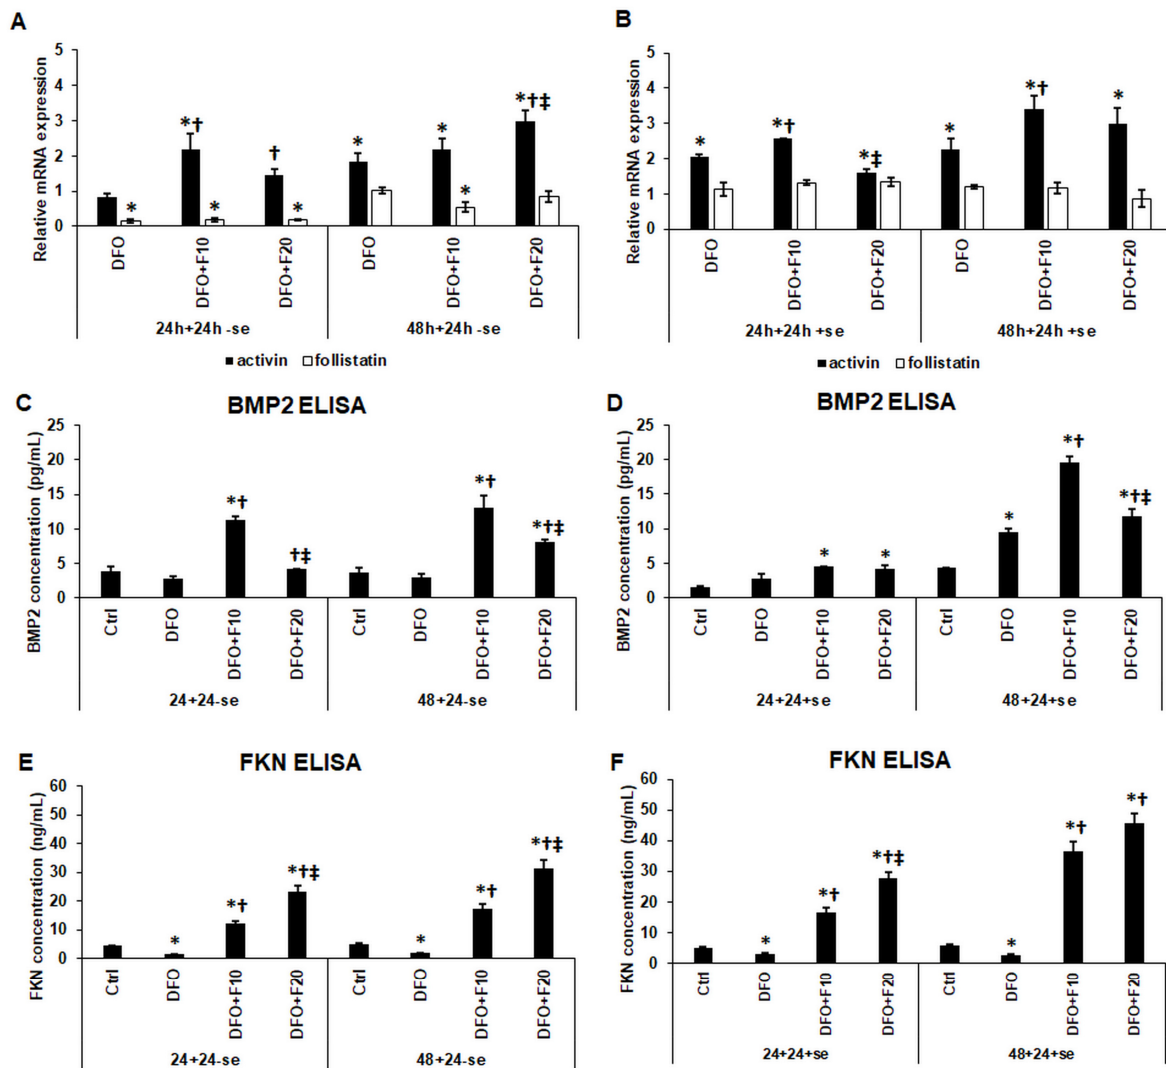 A
Relative mRNA expression
5
4
3
2
1
0
*
*†
*
†
*
*
*
*
*†‡
DFO
DFO+F10
DFO+F20
DFO
DFO+F10
DFO+F20
24h+24h -se
48h+24h -se
activin
follistatin
B
Relative mRNA expression
5
4
3
2
1
0
*
*†
*‡
*
*†
*
DFO
DFO+F10
DFO+F20
DFO
DFO+F10
DFO+F20
24h+24h +se
48h+24h +se
activin
follistatin
C
BMP2 ELISA
BMP2 concentration (pg/mL)
25
20
15
10
5
0
*†
†‡
*†
*†‡
Ctrl
DFO
DFO+F10
DFO+F20
Ctrl
DFO
DFO+F10
DFO+F20
24+24-se
48+24-se
D
BMP2 ELISA
BMP2 concentration (pg/mL)
25
20
15
10
5
0
*
*
*
*†
*†‡
Ctrl
DFO
DFO+F10
DFO+F20
Ctrl
DFO
DFO+F10
DFO+F20
24+24+se
48+24+se
E
FKN ELISA
FKN concentration (ng/mL)
60
50
40
30
20
10
0
*
*†
*†‡
*
*†
*†‡
Ctrl
DFO
DFO+F10
DFO+F20
Ctrl
DFO
DFO+F10
DFO+F20
24+24-se
48+24-se
F
FKN ELISA
FKN concentration (ng/mL)
60
50
40
30
20
10
0
*
*†
*†‡
*
*†
*†
Ctrl
DFO
DFO+F10
DFO+F20
Ctrl
DFO
DFO+F10
DFO+F20
24+24+se
48+24+se